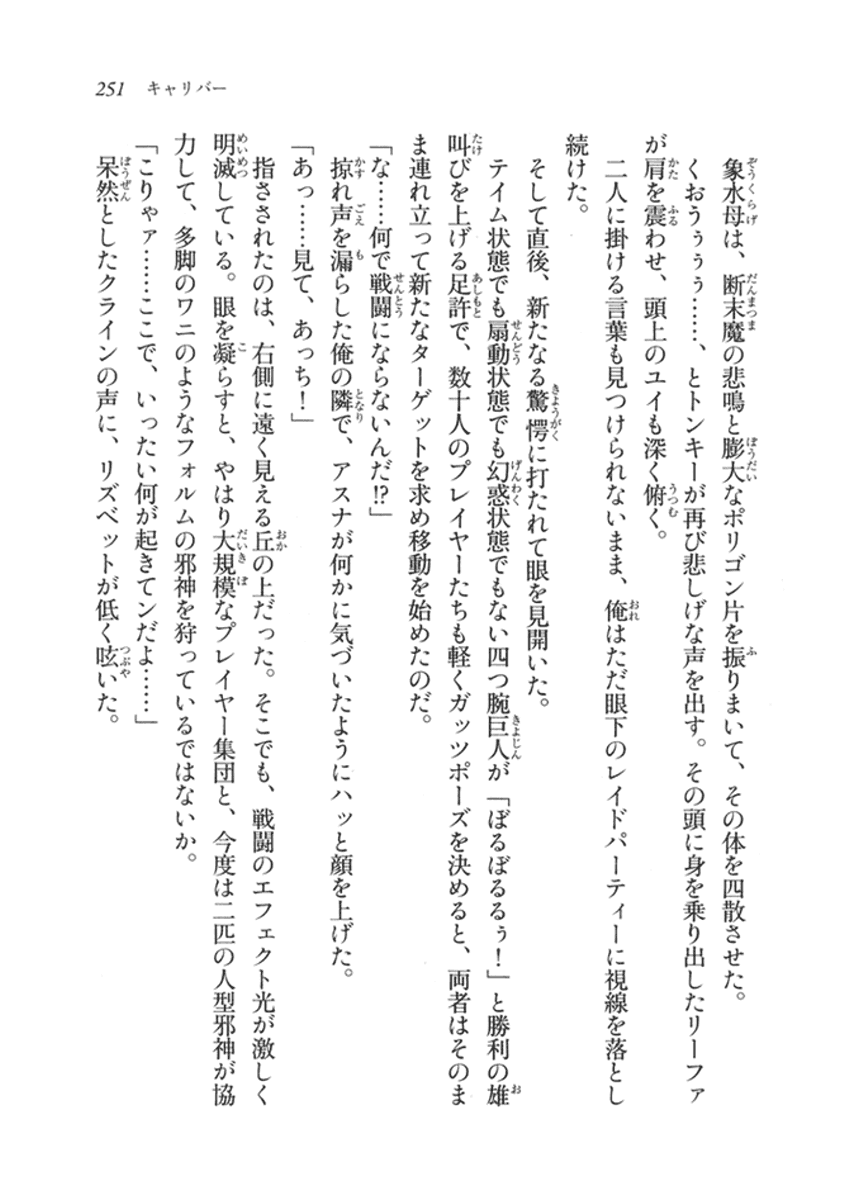 251 キャリバー
象水母は、断末魔の悲鳴と膨大なポリゴン片を振りまいて、その体を四散させた。
くおうぅぅ……、とトンキーが再び悲しげな声を出す。その頭に身を乗り出したリーファ
が肩を震わせ、頭上のユイも深く俯く。
二人に掛ける言葉も見つけられないまま、俺はただ眼下のレイドパーティーに視線を落とし
続けた。
そして直後、新たなる驚愕に打たれて眼を見開いた。
テイム状態でも扇動状態でも幻惑状態でもない四つ腕巨人が「ぼるぼるるぅ！」と勝利の雄
叫びを上げる足許で、数十人のプレイヤーたちも軽くガッツポーズを決めると、両者はそのま
ま連れ立って新たなターゲットを求め移動を始めたのだ。
「な……何で戦闘にならないんだ!?」
掠れ声を漏らした俺の隣で、アスナが何かに気づいたようにハッと顔を上げた。
「あっ……見て、あっち！」
指さされたのは、右側に遠く見える丘の上だった。そこでも、戦闘のエフェクト光が激しく
明滅している。眼を凝らすと、やはり大規模なプレイヤー集団と、今度は二匹の人型邪神が協
力して、多脚のワニのようなフォルムの邪神を狩っているではないか。
「こりゃァ……ここで、いったい何が起きてンだよ……」
呆然としたクラインの声に、リズベットが低く呟いた。